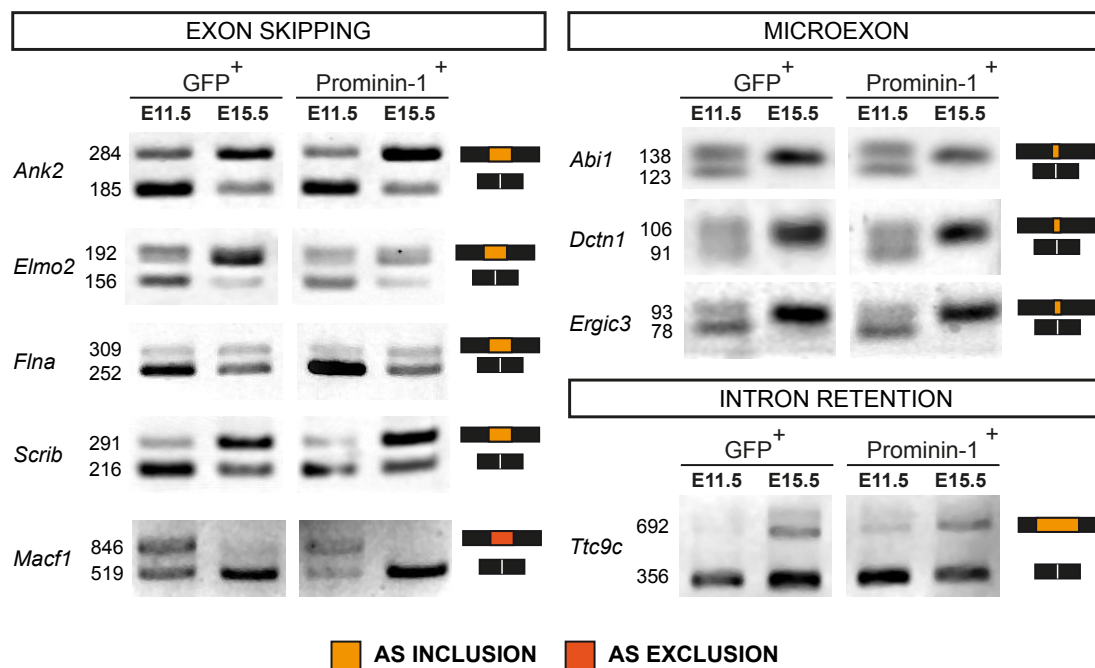 EXON SKIPPING
GFP+ Prominin-1+
E11.5 E15.5 E11.5 E15.5
Ank2
284
185
Elmo2
192
156
Flna
309
252
Scrib
291
216
Macf1
846
519
MICROEXON
GFP+ Prominin-1+
E11.5 E15.5 E11.5 E15.5
Abi1
138
123
Dctn1
106
91
Ergic3
93
78
INTRON RETENTION
GFP+ Prominin-1+
E11.5 E15.5 E11.5 E15.5
Ttc9c
692
356
AS INCLUSION AS EXCLUSION